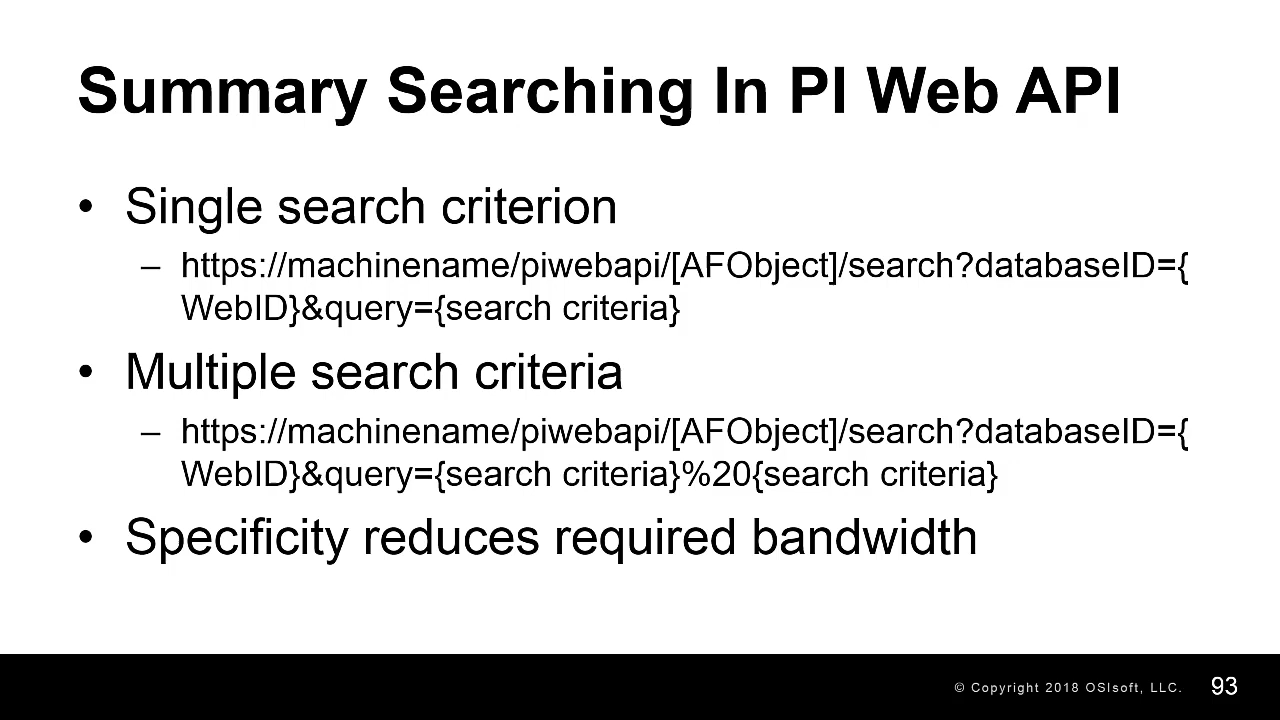 Summary Searching In PI Web API
• Single search criterion
– https://machinename/piwebapi/[AFObject]/search?databaseID={
WebID}&query={search criteria}
• Multiple search criteria
– https://machinename/piwebapi/[AFObject]/search?databaseID={
WebID}&query={search criteria}%20{search criteria}
• Specificity reduces required bandwidth
© Copyright 2018 OSIsoft, LLC. 93